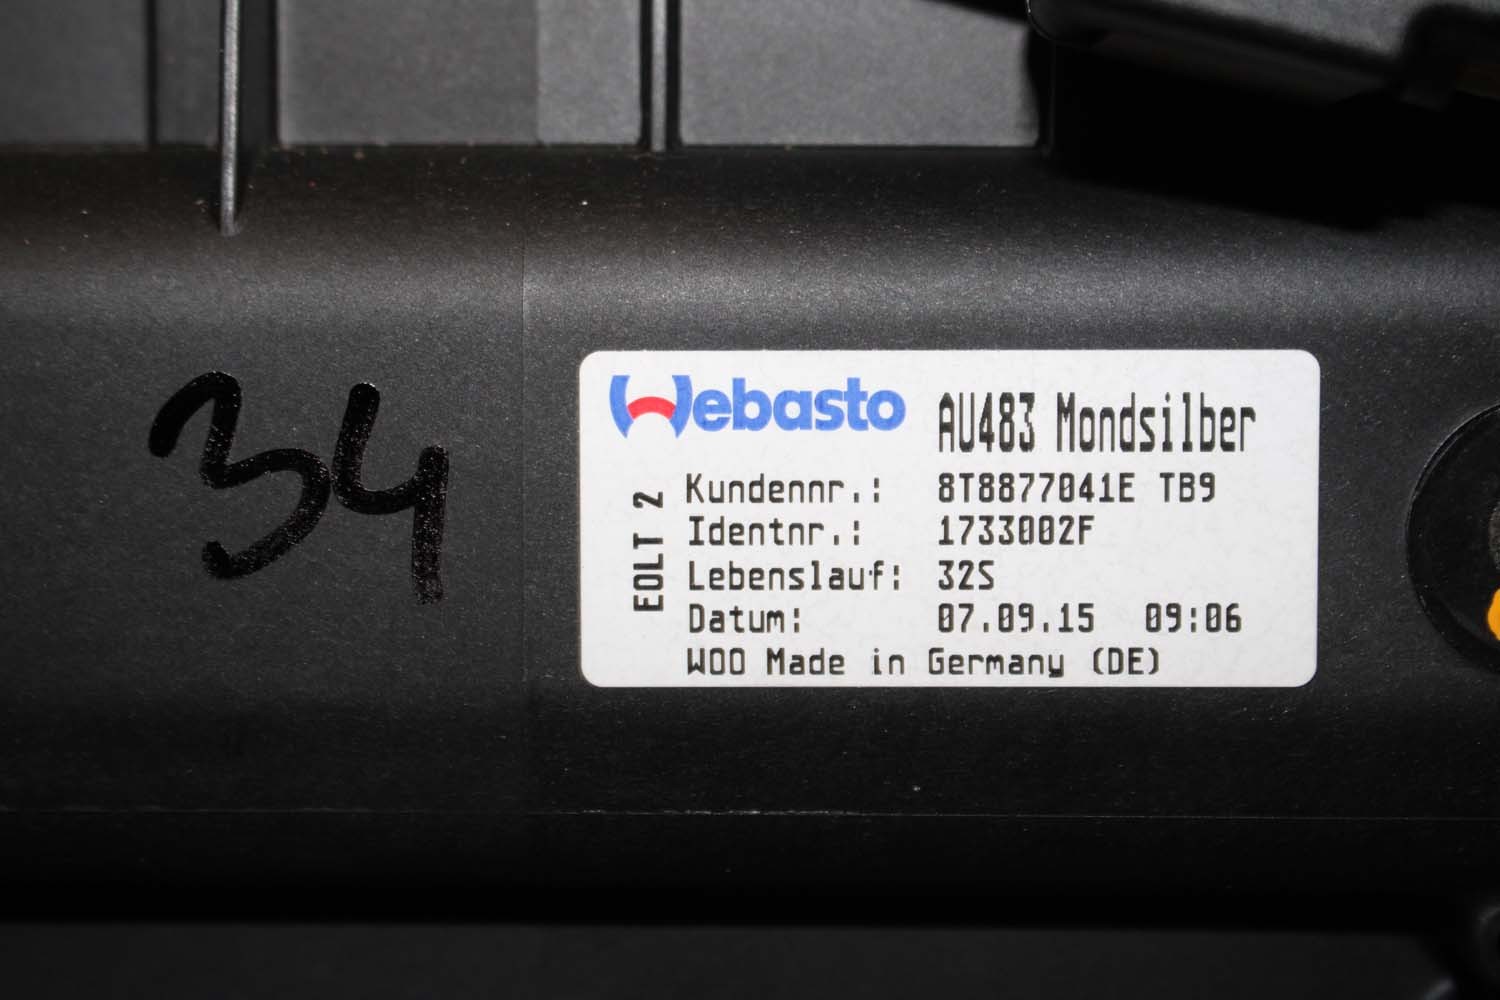 34
Webasto AU483 Mondsilber
EOLT 2
Kundennr.: 8T8877041E TB9
Identnr.: 1733002F
Lebenslauf: 32S
Datum: 07.09.15 09:06
W00 Made in Germany (DE)